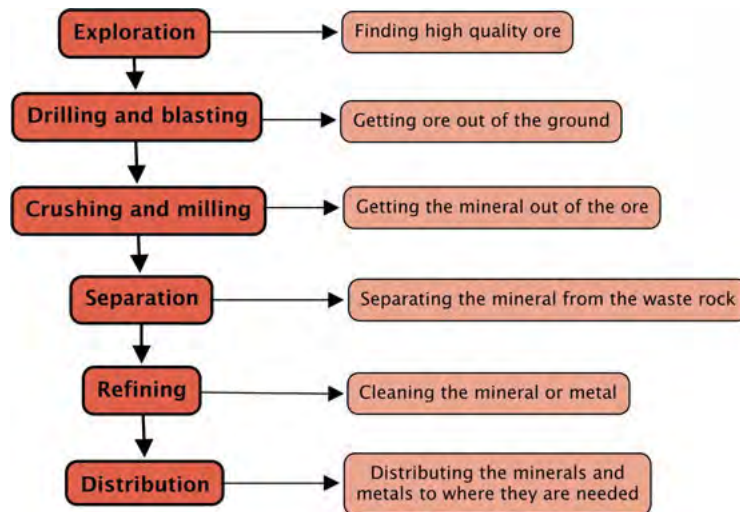 Exploration
Finding high quality ore
Drilling and blasting
Getting ore out of the ground
Crushing and milling
Getting the mineral out of the ore
Separation
Separating the mineral from the waste rock
Refining
Cleaning the mineral or metal
Distribution
Distributing the minerals and
metals to where they are needed